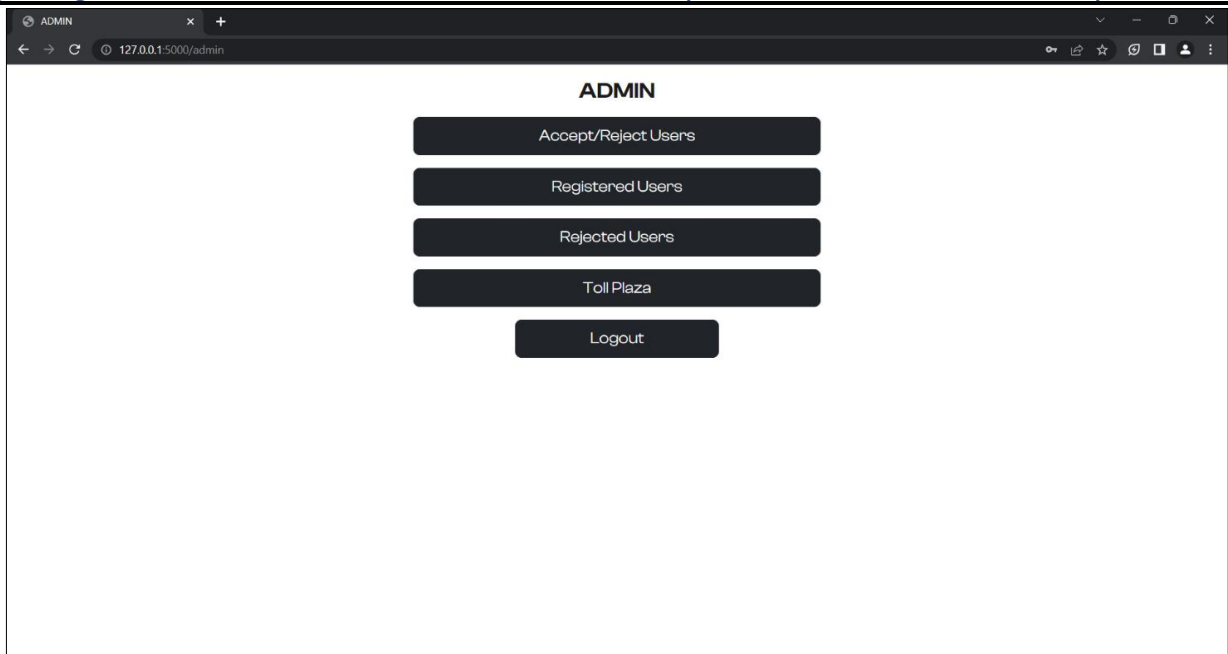 ADMIN
127.0.0.1:5000/admin
ADMIN
Accept/Reject Users
Registered Users
Rejected Users
Toll Plaza
Logout